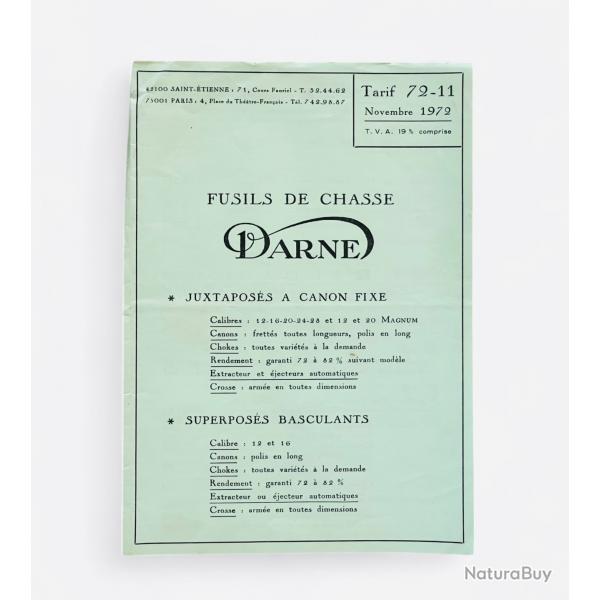 42100 SAINT-ÉTIENNE : 71, Cours Fauriel - T. 32.44.62
75001 PARIS : 4, Place du Théâtre-Français - Tél. 742.98.87
Tarif 72-11
Novembre 1972
T.V.A. 19 % comprise
FUSILS DE CHASSE
DARNE
* JUXTAPOSÉS A CANON FIXE
Calibres : 12-16-20-24-28 et 12 et 20 MAGNUM
Canons : frettés toutes longueurs, polis en long
Chokes : toutes variétés à la demande
Rendement : garanti 72 à 82 % suivant modèle
Extracteur et éjecteurs automatiques
Crosse : armée en toutes dimensions
* SUPERPOSÉS BASCULANTS
Calibre : 12 et 16
Canons : polis en long
Chokes : toutes variétés à la demande
Rendement : garanti 72 à 82 %
Extracteur ou éjecteur automatiques
Crosse : armée en toutes dimensions
NaturaBuy